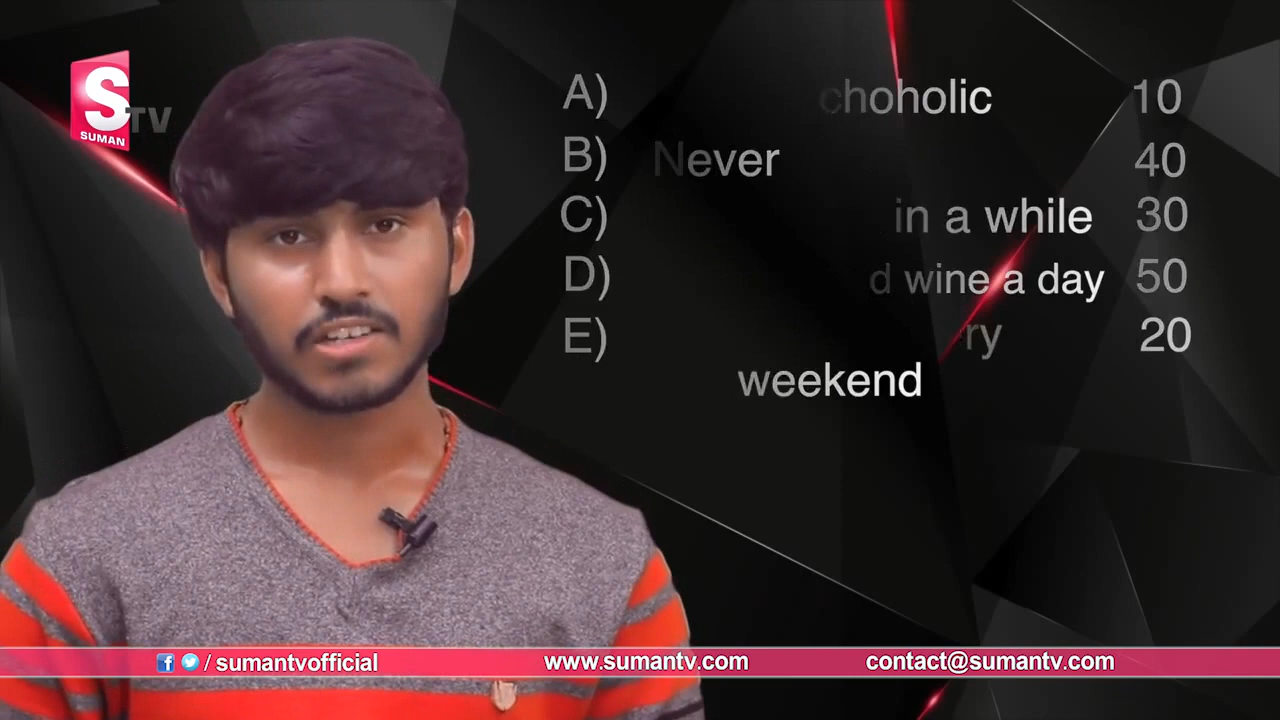 S
SUMAN
TV
A) choholic 10
B) Never 40
C) in a while 30
D) d wine a day 50
E) ry 20
weekend
/ sumantvofficial www.sumantv.com contact@sumantv.com